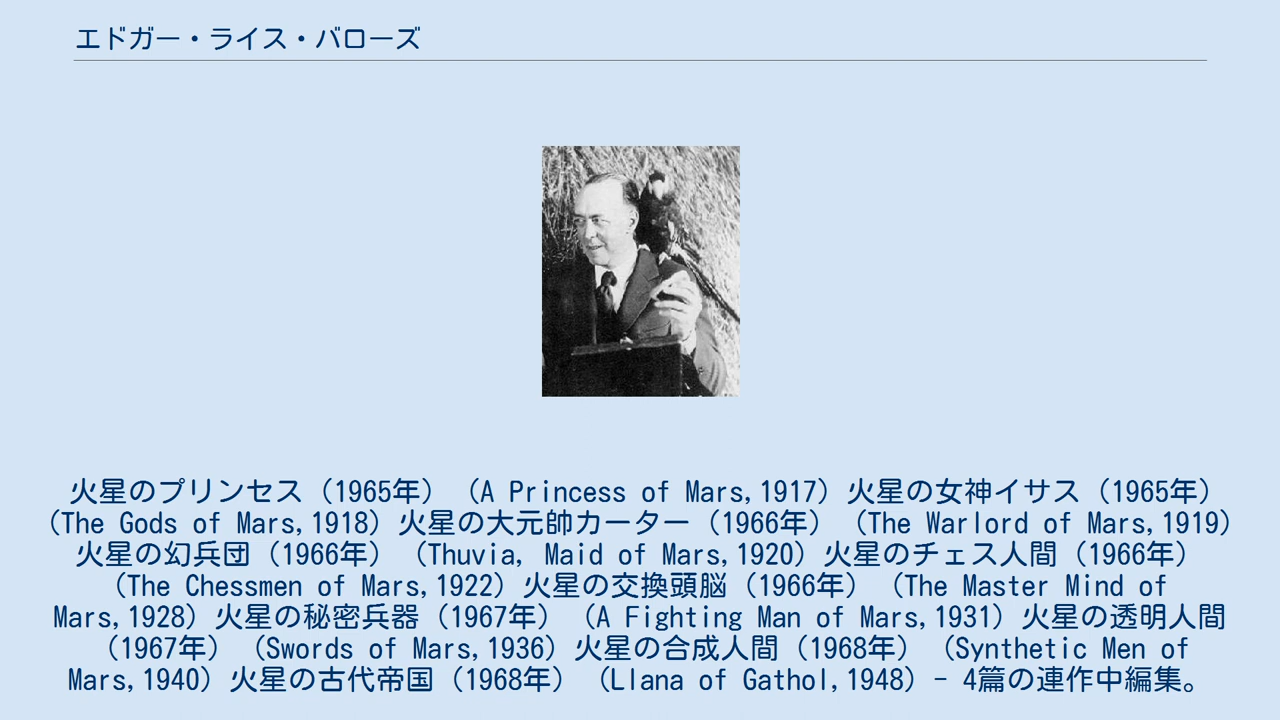 エドガー・ライス・バローズ
火星のプリンセス（1965年）（A Princess of Mars,1917）火星の女神イサス（1965年）
（The Gods of Mars,1918）火星の大元帥カーター（1966年）（The Warlord of Mars,1919）
火星の幻兵団（1966年）（Thuvia, Maid of Mars,1920）火星のチェス人間（1966年）
（The Chessmen of Mars,1922）火星の交換頭脳（1966年）（The Master Mind of
Mars,1928）火星の秘密兵器（1967年）（A Fighting Man of Mars,1931）火星の透明人間
（1967年）（Swords of Mars,1936）火星の合成人間（1968年）（Synthetic Men of
Mars,1940）火星の古代帝国（1968年）（Llana of Gathol,1948）- 4篇の連作中編集。